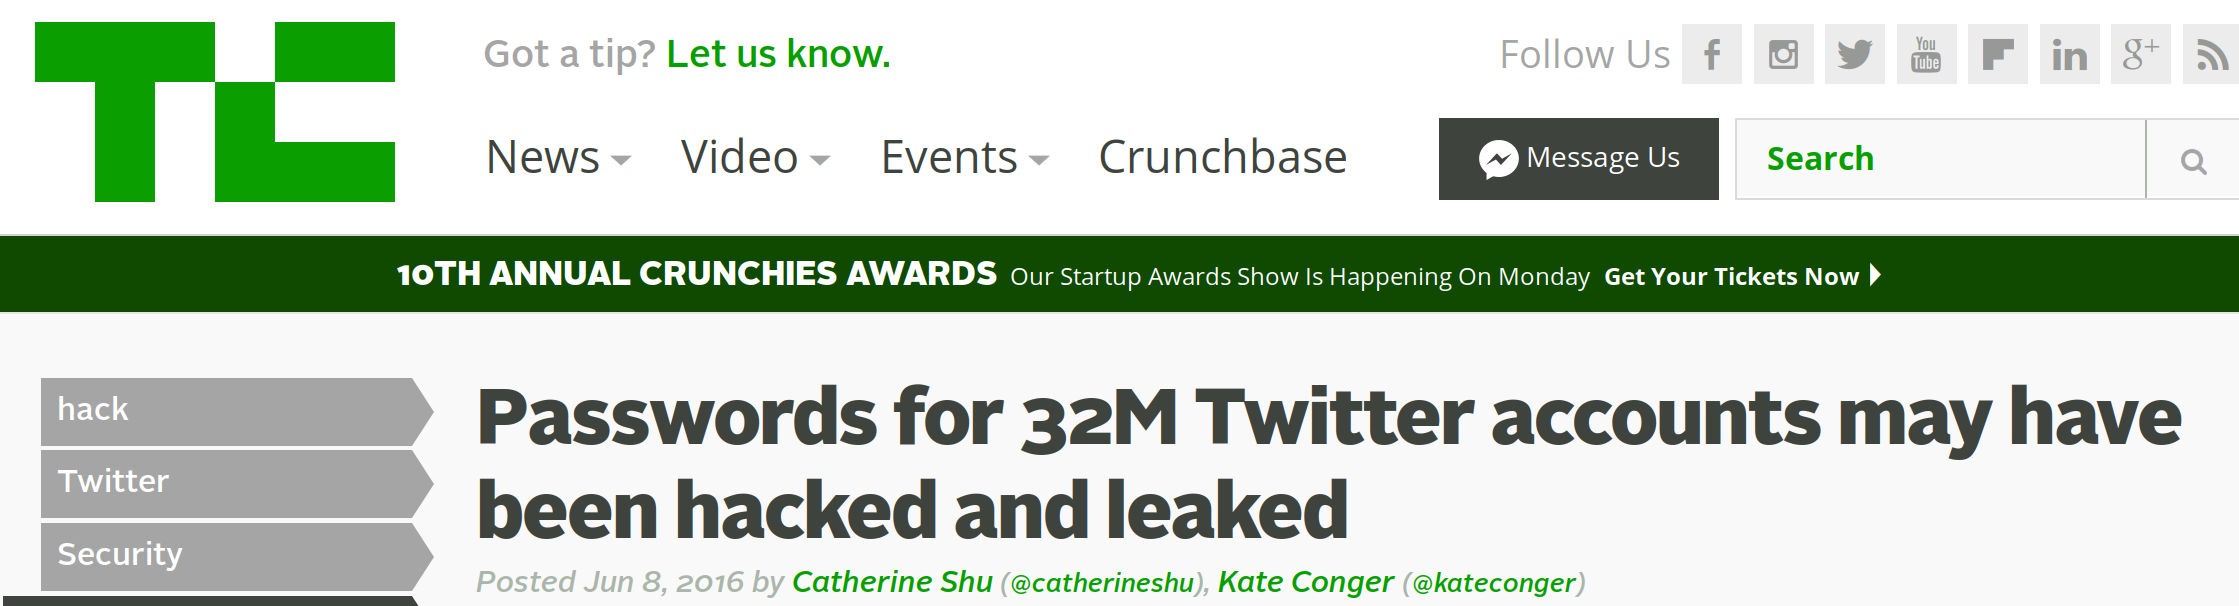 TC
Got a tip? Let us know.
Follow Us
f
You Tube
in
g+
News
Video
Events
Crunchbase
Message Us
Search
10TH ANNUAL CRUNCHIES AWARDS Our Startup Awards Show Is Happening On Monday Get Your Tickets Now
hack
Twitter
Security
Passwords for 32M Twitter accounts may have
been hacked and leaked
Posted Jun 8, 2016 by Catherine Shu (@catherineshu), Kate Conger (@kateconger)